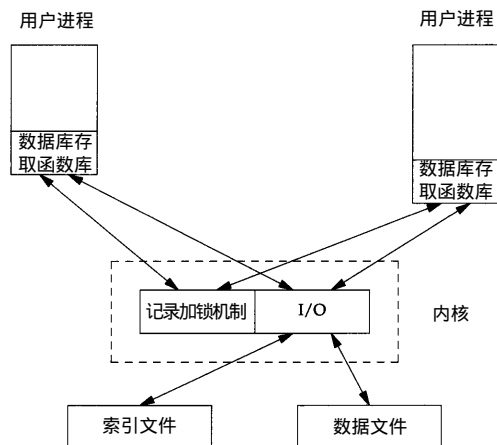 用户进程
用户进程
数据库存
取函数库
数据库存
取函数库
记录加锁机制
I/O
内核
索引文件
数据文件